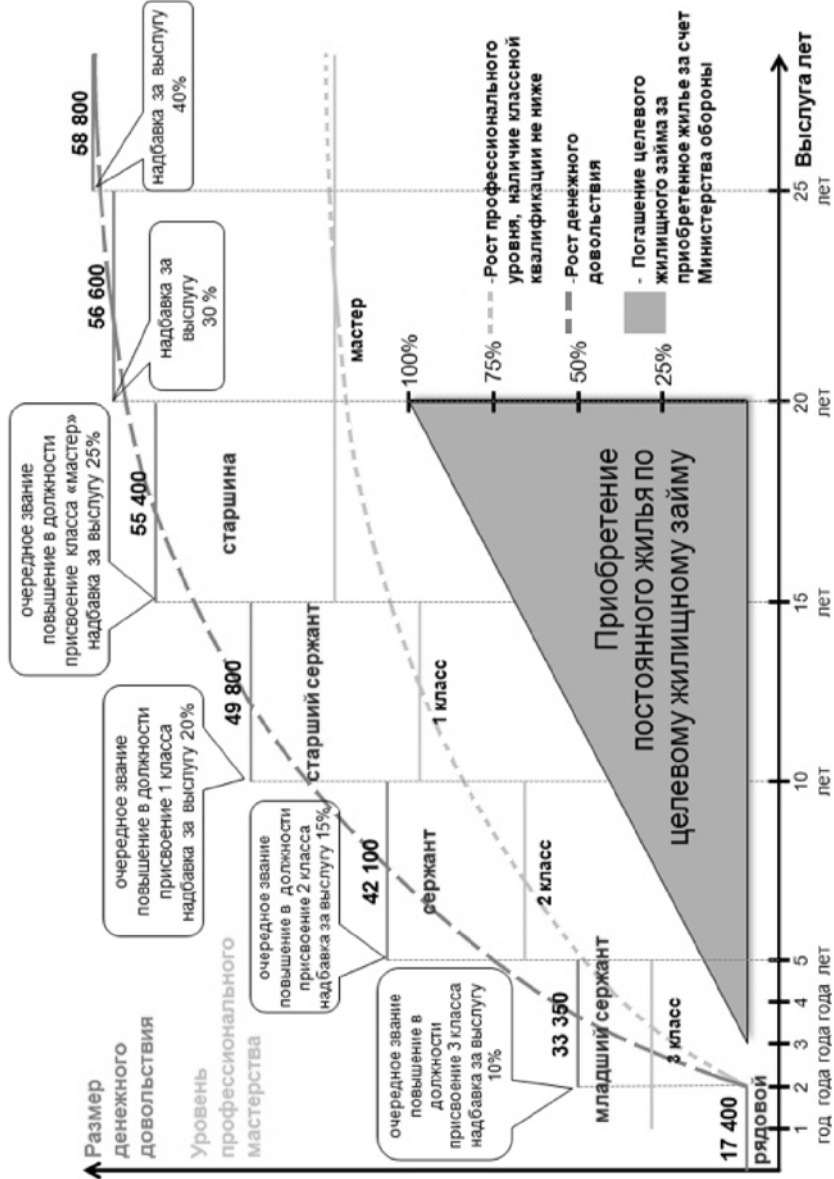 Размер
денежного
довольствия
Уровень
профессионального
мастерства
очередное звание
повышение в
должности
присвоение 3 класса
надбавка за выслугу
10%
очередное звание
повышение в должности
присвоение 2 класса
надбавка за выслугу 15%
очередное звание
повышение в должности
присвоение 1 класса
надбавка за выслугу 20%
очередное звание
повышение в должности
присвоение класса «мастер»
надбавка за выслугу 25%
надбавка за
выслугу
30 %
надбавка за выслугу
40%
17 400
33 350
42 100
49 800
55 400
56 600
58 800
рядовой
младший сержант
сержант
старший сержант
старшина
3 класс
2 класс
1 класс
мастер
100%
75%
50%
25%
-Рост профессионального
уровня, наличие классной
квалификации не ниже
-Рост денежного
довольствия
- Погашение целевого
жилищного займа за
приобретенное жилье за счет
Министерства обороны
Приобретение
постоянного жилья по
целевому жилищному займу
1 2 3 4 5 10 15 20 25
год года года года лет лет лет лет лет
Выслуга лет